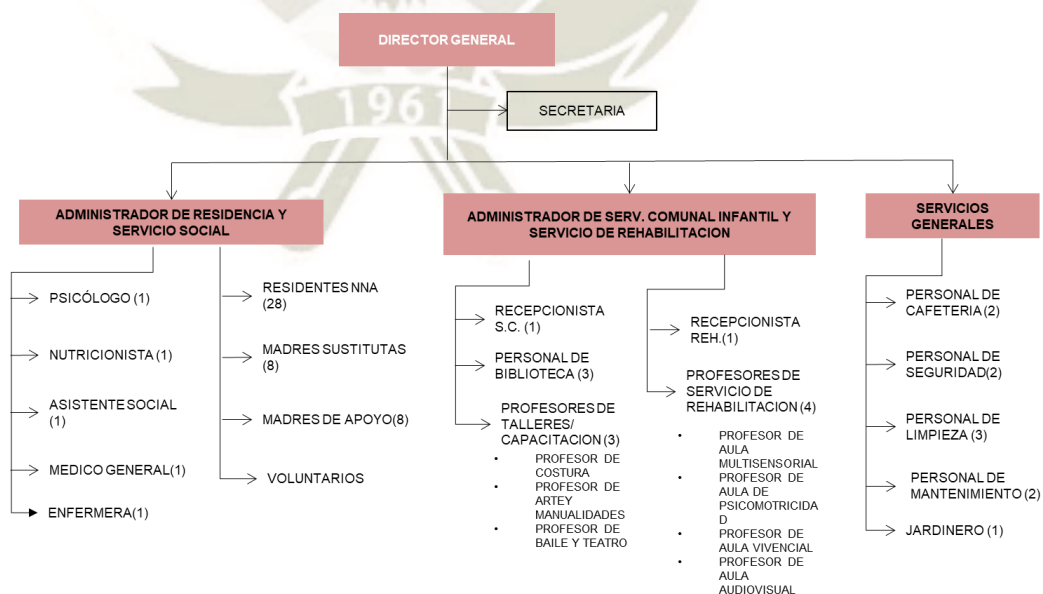 DIRECTOR GENERAL
1961
SECRETARIA
ADMINISTRADOR DE RESIDENCIA Y
SERVICIO SOCIAL
PSICÓLOGO (1)
NUTRICIONISTA (1)
ASISTENTE SOCIAL
(1)
MEDICO GENERAL(1)
ENFERMERA(1)
RESIDENTES NNA
(28)
MADRES SUSTITUTAS
(8)
MADRES DE APOYO(8)
VOLUNTARIOS
ADMINISTRADOR DE SERV. COMUNAL INFANTIL Y
SERVICIO DE REHABILITACION
RECEPCIONISTA
S.C. (1)
PERSONAL DE
BIBLIOTECA (3)
PROFESORES DE
TALLERES/
CAPACITACION (3)
• PROFESOR DE
COSTURA
• PROFESOR DE
ARTE Y
MANUALIDADES
• PROFESOR DE
BAILE Y TEATRO
RECEPCIONISTA
REH.(1)
PROFESORES DE
SERVICIO DE
REHABILITACION (4)
• PROFESOR DE
AULA
MULTISENSORIAL
• PROFESOR DE
AULA DE
PSICOMOTRICIDA
D
• PROFESOR DE
AULA VIVENCIAL
• PROFESOR DE
AULA
AUDIOVISUAL
SERVICIOS
GENERALES
PERSONAL DE
CAFETERIA (2)
PERSONAL DE
SEGURIDAD(2)
PERSONAL DE
LIMPIEZA (3)
PERSONAL DE
MANTENIMIENTO (2)
JARDINERO (1)